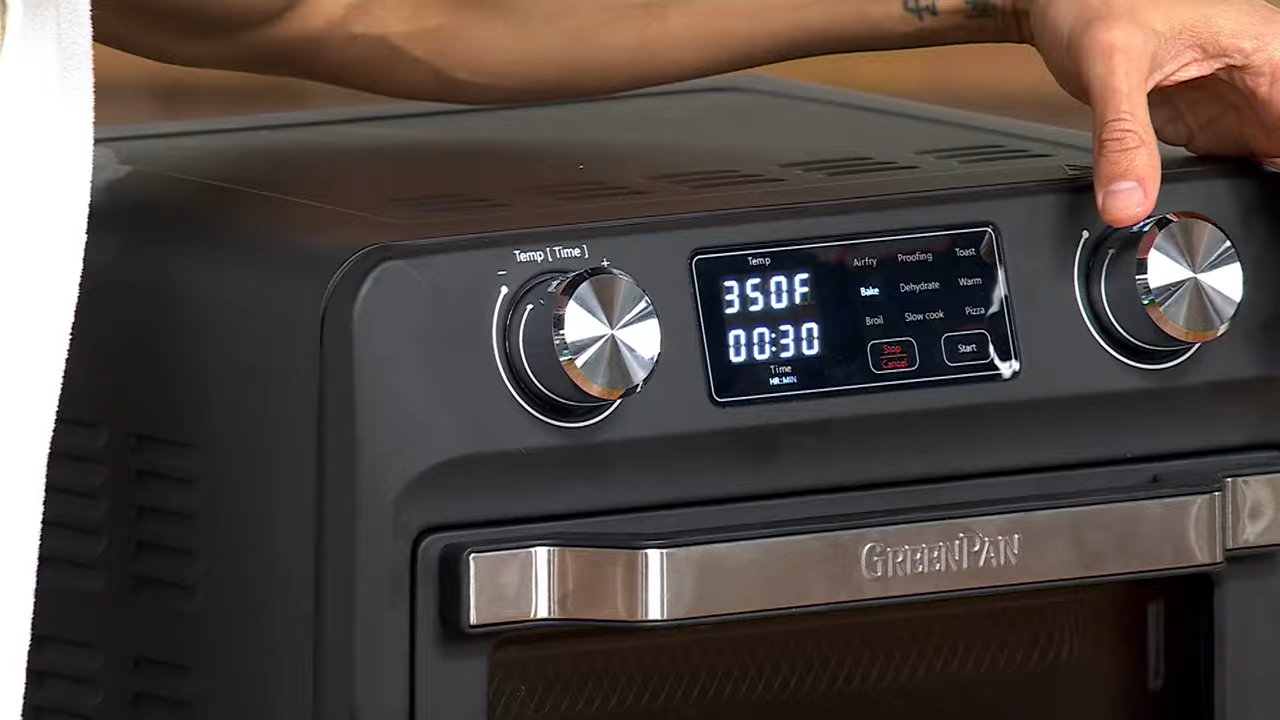 Temp [ Time ]
− +
Temp
350F
00:30
Time
HR:MIN
Airfry Proofing Toast
Bake Dehydrate Warm
Broil Slow cook Pizza
Stop
Cancel
Start
GREENPAN